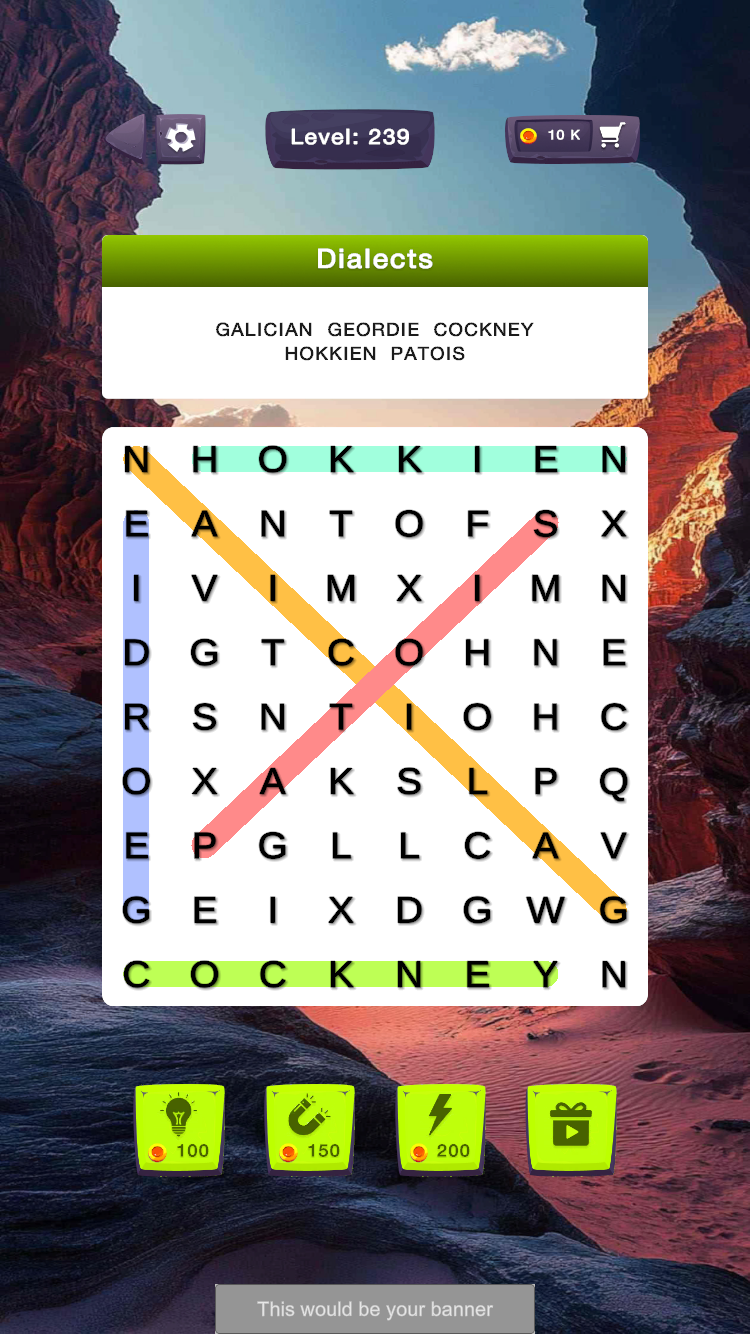 Level: 239
10 K
Dialects
GALICIAN GEORDIE COCKNEY
HOKKIEN PATOIS
N H O K K I E N
E A N T O F S X
I V I M X I M N
D G T C O H N E
R S N T I O H C
O X A K S L P Q
E P G L L C A V
G E I X D G W G
C O C K N E Y N
100 150 200
This would be your banner